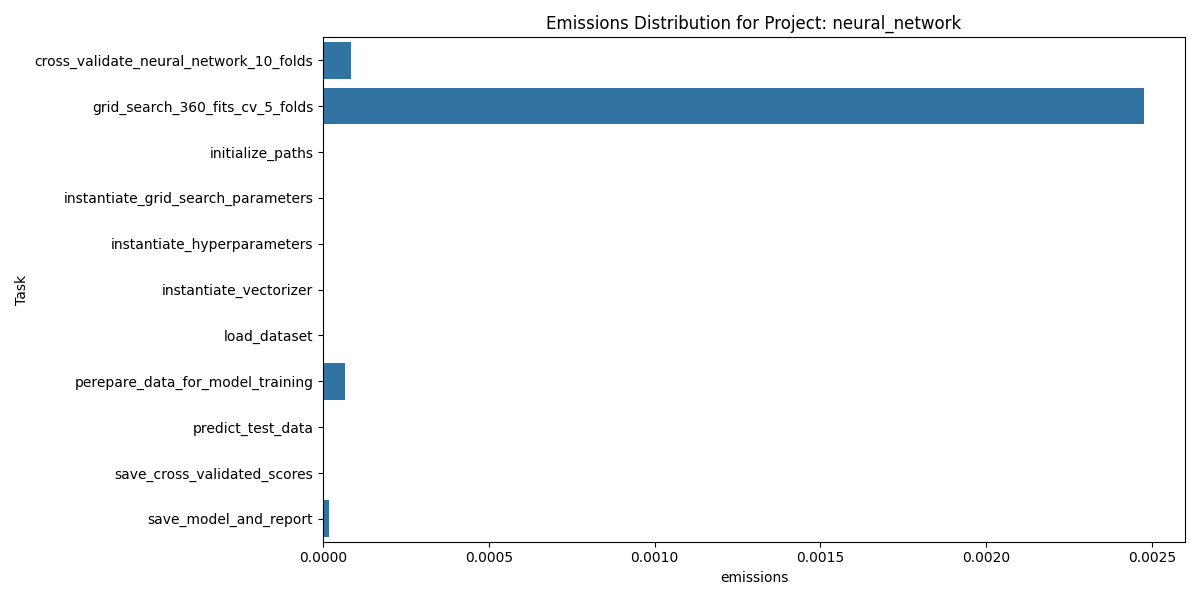 Emissions Distribution for Project: neural_network
cross_validate_neural_network_10_folds
grid_search_360_fits_cv_5_folds
initialize_paths
instantiate_grid_search_parameters
instantiate_hyperparameters
instantiate_vectorizer
load_dataset
perepare_data_for_model_training
predict_test_data
save_cross_validated_scores
save_model_and_report
Task
0.0000 0.0005 0.0010 0.0015 0.0020 0.0025
emissions